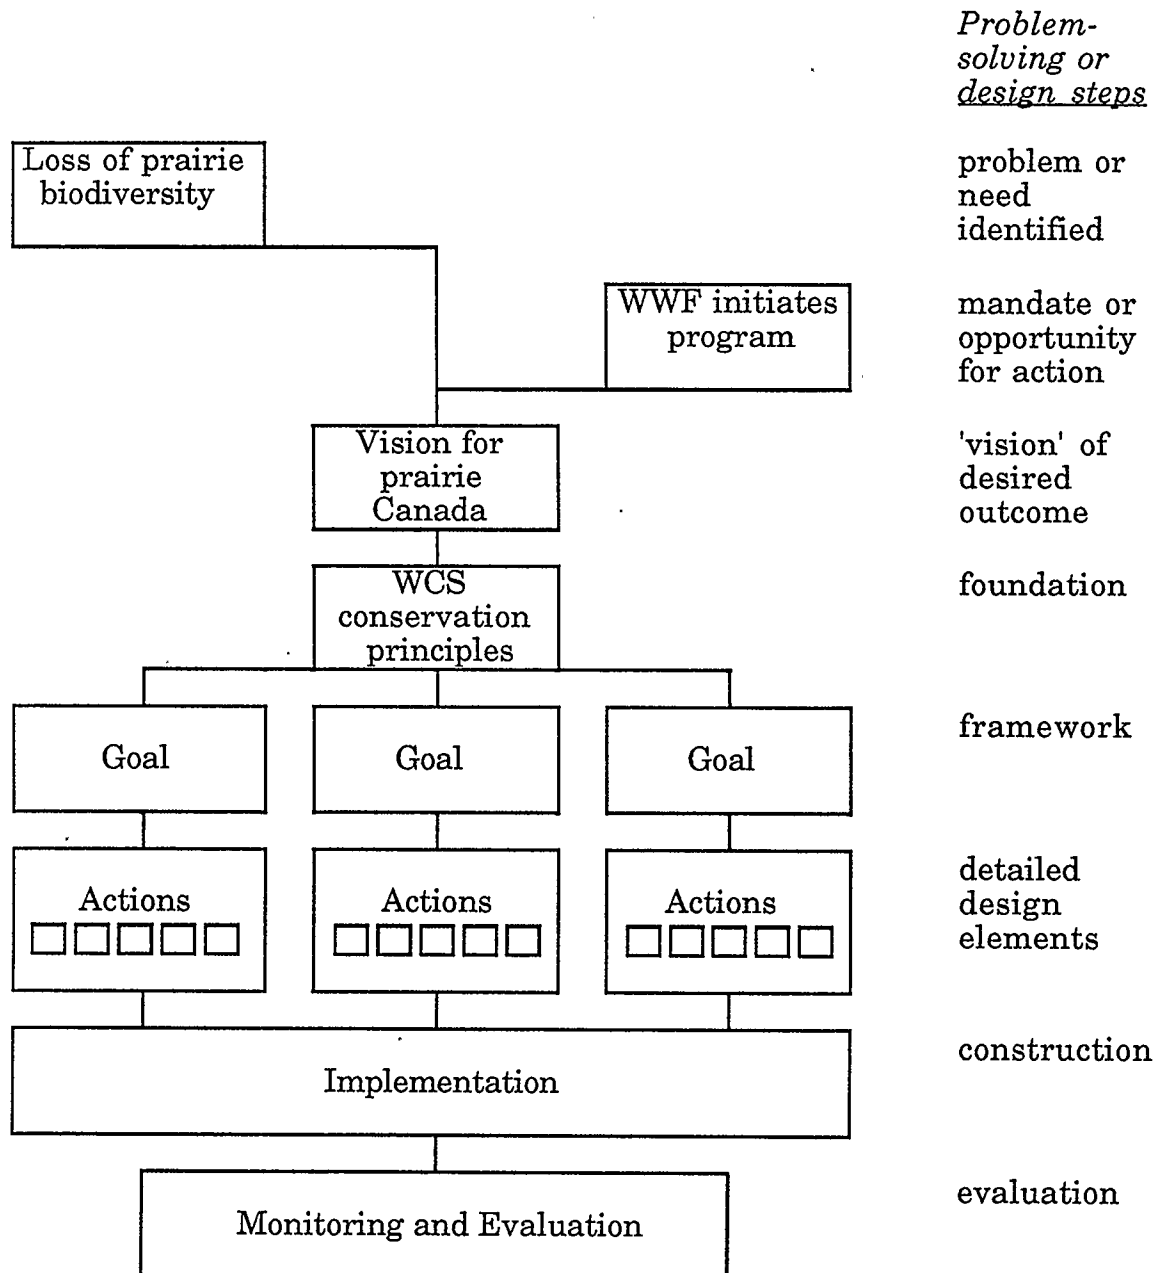 Problem-
solving or
design steps
Loss of prairie
biodiversity
problem or
need
identified
WWF initiates
program
mandate or
opportunity
for action
Vision for
prairie
Canada
'vision' of
desired
outcome
WCS
conservation
principles
foundation
Goal
Goal
Goal
framework
Actions
Actions
Actions
detailed
design
elements
Implementation
construction
Monitoring and Evaluation
evaluation